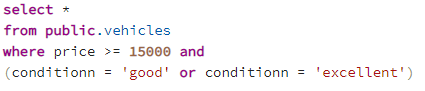 select *
from public.vehicles
where price >= 15000 and
(conditionn = 'good' or conditionn = 'excellent')